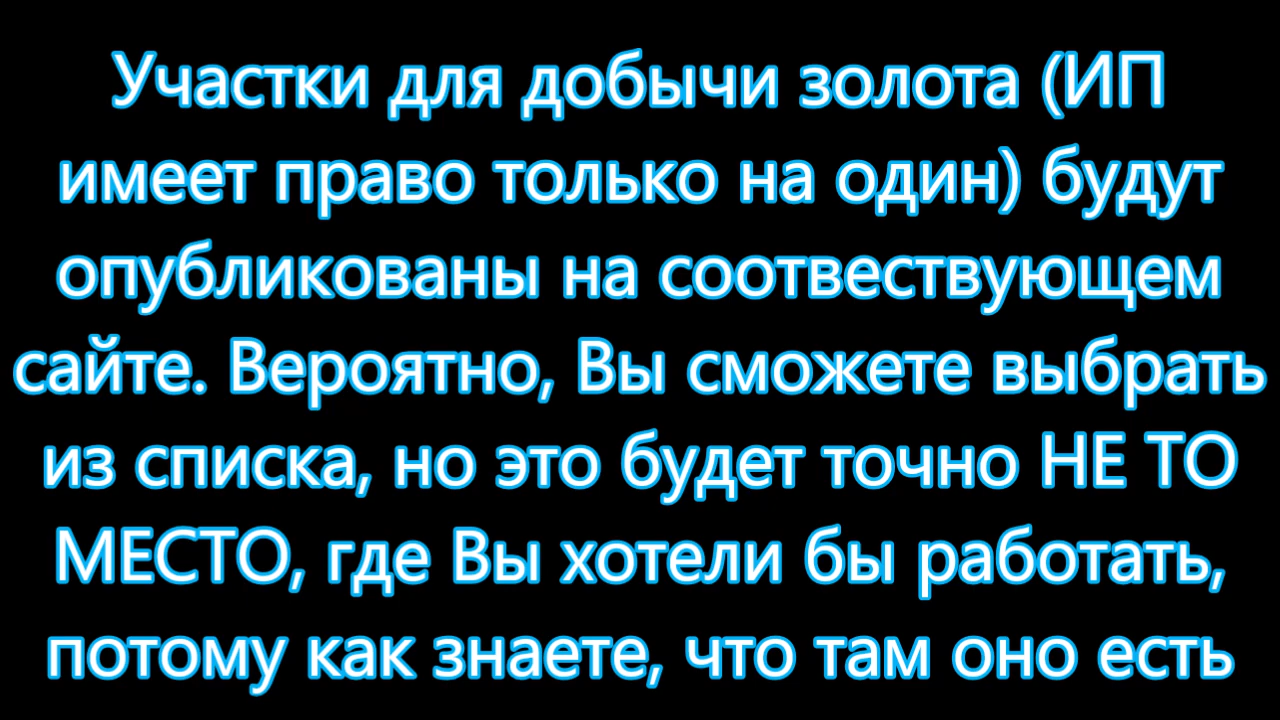 Участки для добычи золота (ИП
имеет право только на один) будут
опубликованы на соотвествующем
сайте. Вероятно, Вы сможете выбрать
из списка, но это будет точно НЕ ТО
МЕСТО, где Вы хотели бы работать,
потому как знаете, что там оно есть